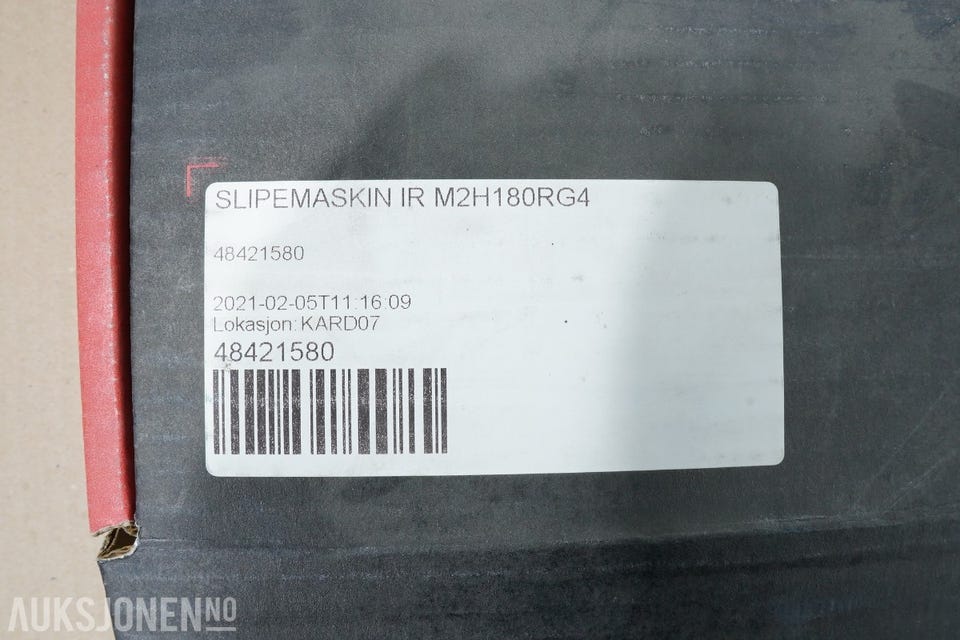 SLIPEMASKIN IR M2H180RG4
48421580
2021-02-05T11:16:09
Lokasjon: KARD07
48421580
AUKSJONEN.NO